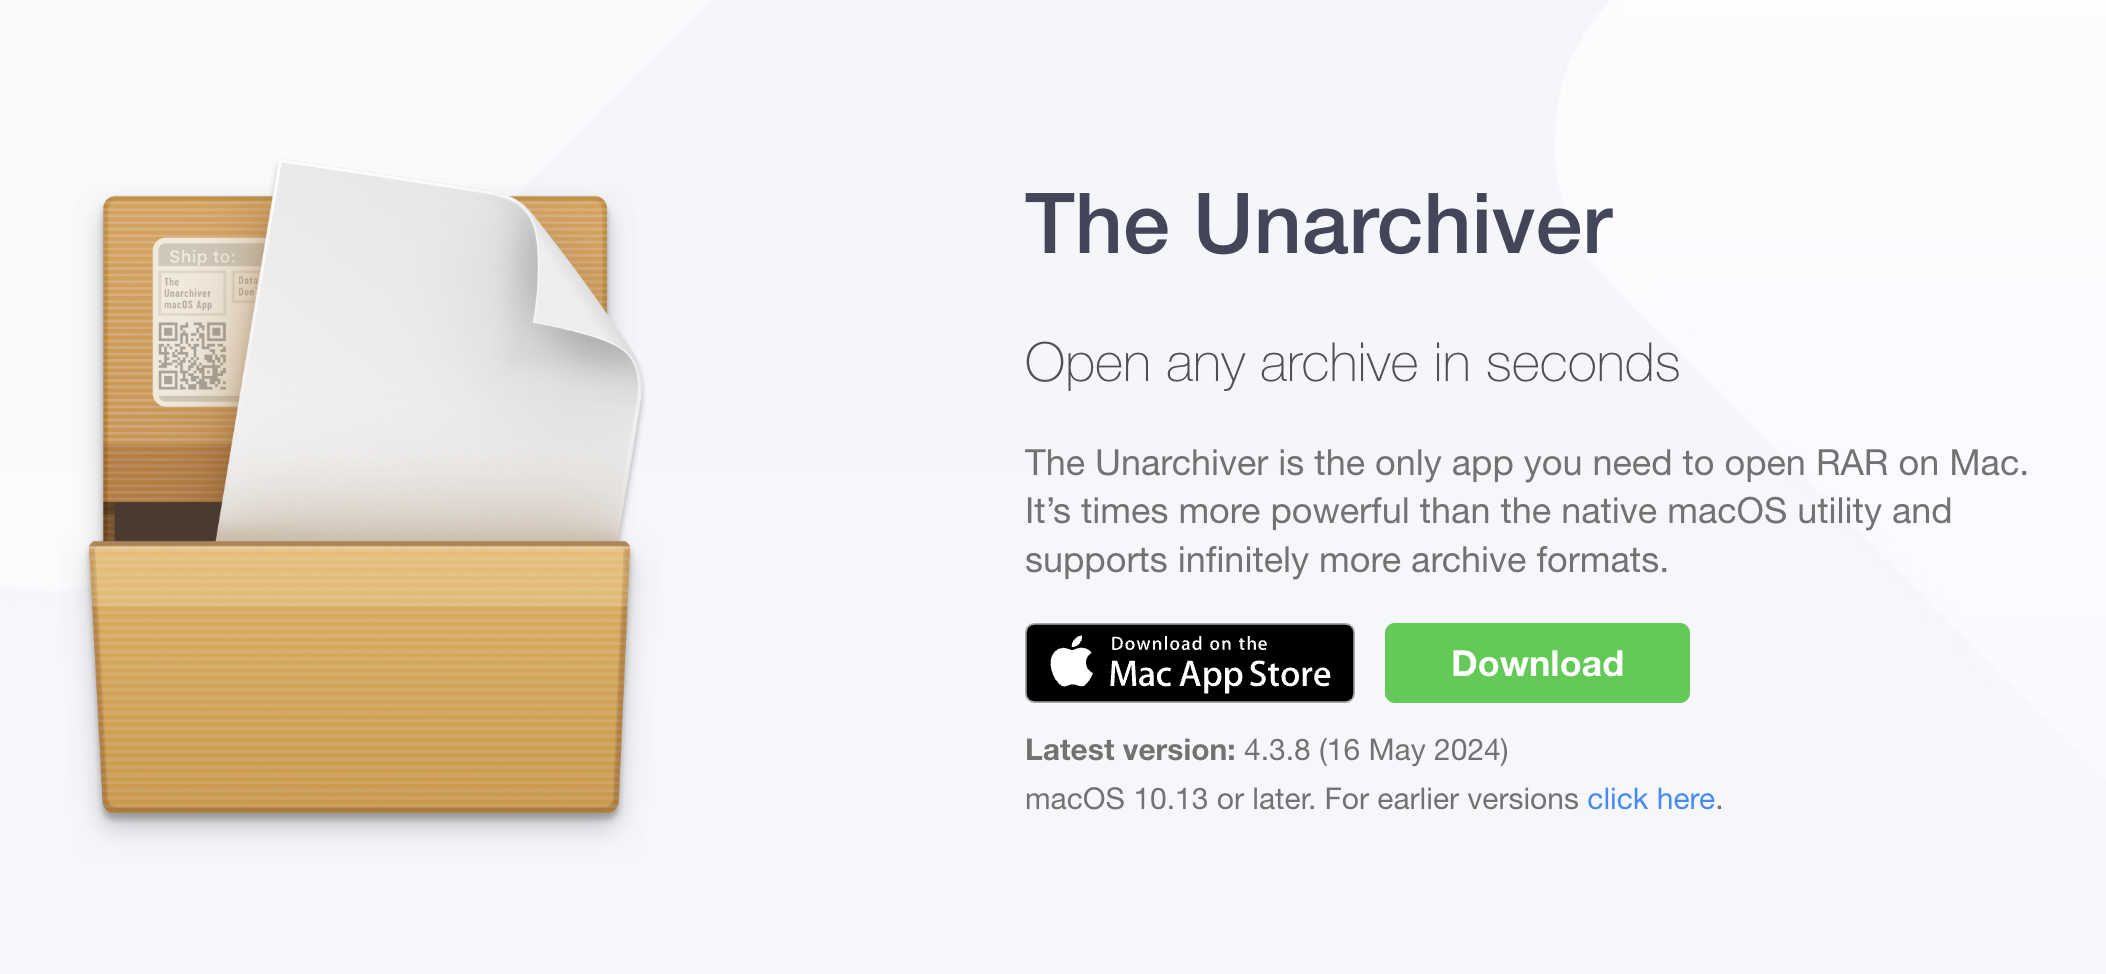 Ship to:
The
Unarchiver
macOS App
Data
Don'
The Unarchiver
Open any archive in seconds
The Unarchiver is the only app you need to open RAR on Mac.
It’s times more powerful than the native macOS utility and
supports infinitely more archive formats.
Download on the
Mac App Store
Download
Latest version: 4.3.8 (16 May 2024)
macOS 10.13 or later. For earlier versions click here.